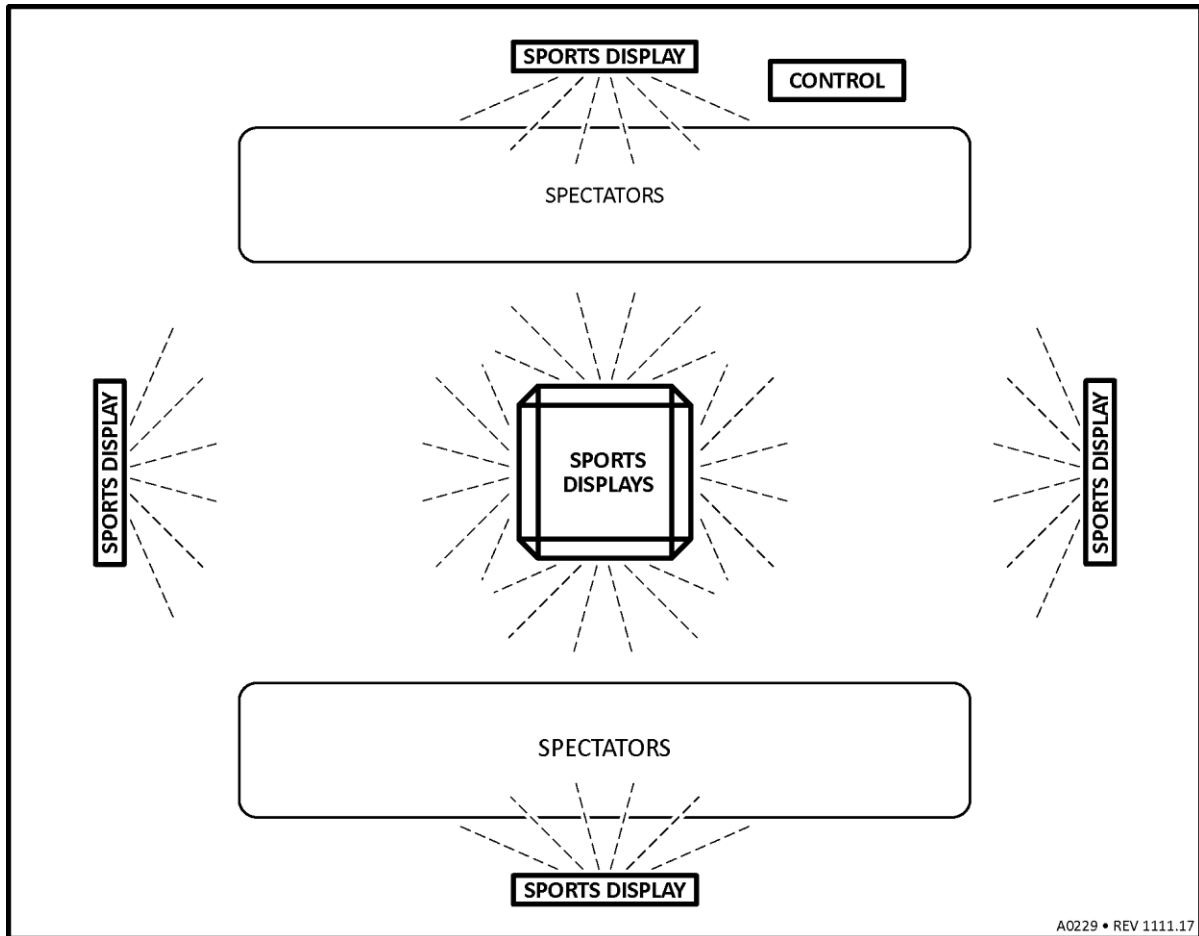 SPORTS DISPLAY
CONTROL
SPECTATORS
SPORTS DISPLAY
SPORTS
DISPLAYS
SPORTS DISPLAY
SPECTATORS
SPORTS DISPLAY
A0229 • REV 1111.17